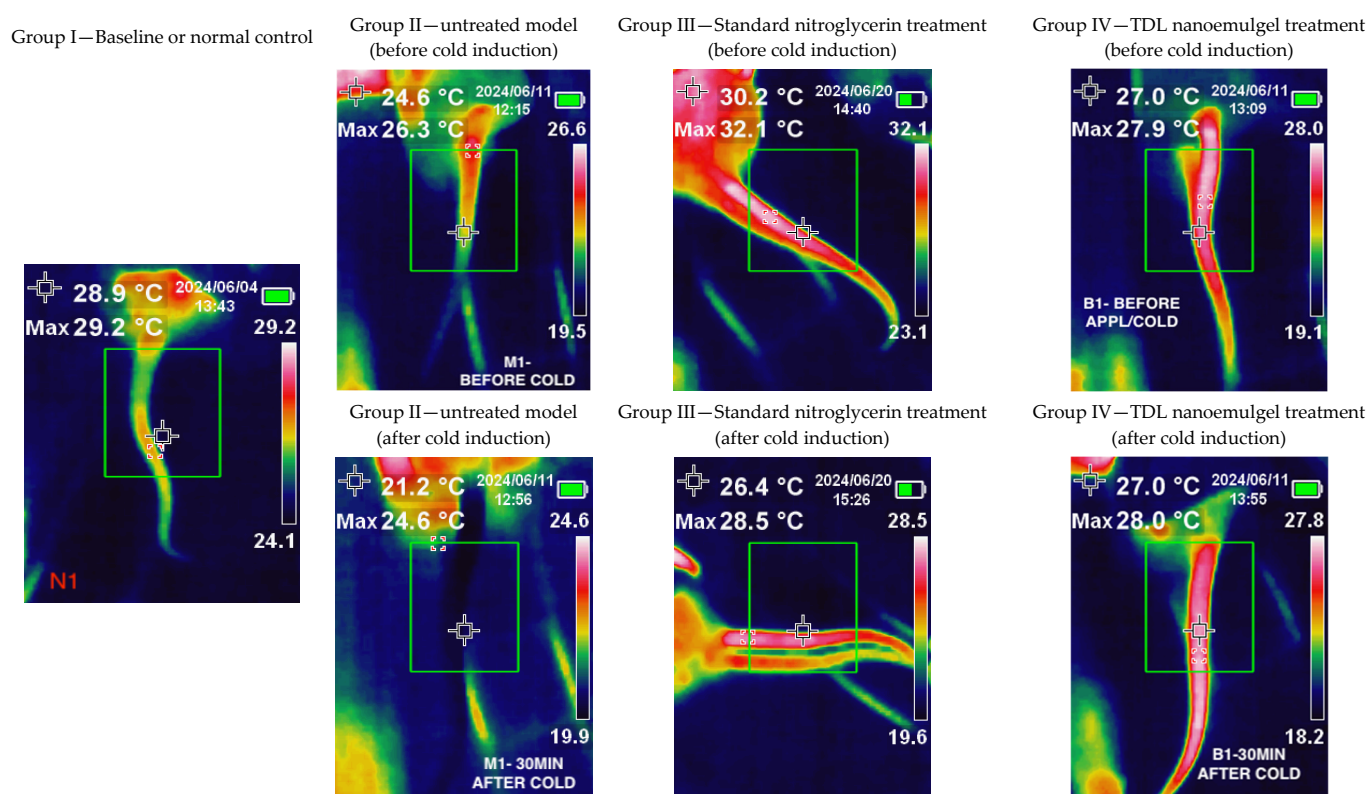 Group I—Baseline or normal control
28.9 °C
2024/06/04
13:43
Max 29.2 °C
29.2
24.1
N1
Group II—untreated model
(before cold induction)
24.6 °C
2024/06/11
12:15
Max 26.3 °C
26.6
19.5
M1-
BEFORE COLD
Group III—Standard nitroglycerin treatment
(before cold induction)
30.2 °C
2024/06/20
14:40
Max 32.1 °C
32.1
23.1
Group IV—TDL nanoemulgel treatment
(before cold induction)
27.0 °C
2024/06/11
13:09
Max 27.9 °C
28.0
B1- BEFORE
APPL/COLD
19.1
Group II—untreated model
(after cold induction)
21.2 °C
2024/06/11
12:56
Max 24.6 °C
24.6
19.9
M1- 30MIN
AFTER COLD
Group III—Standard nitroglycerin treatment
(after cold induction)
26.4 °C
2024/06/20
15:26
Max 28.5 °C
28.5
19.6
Group IV—TDL nanoemulgel treatment
(after cold induction)
27.0 °C
2024/06/11
13:55
Max 28.0 °C
27.8
18.2
B1-30MIN
AFTER COLD